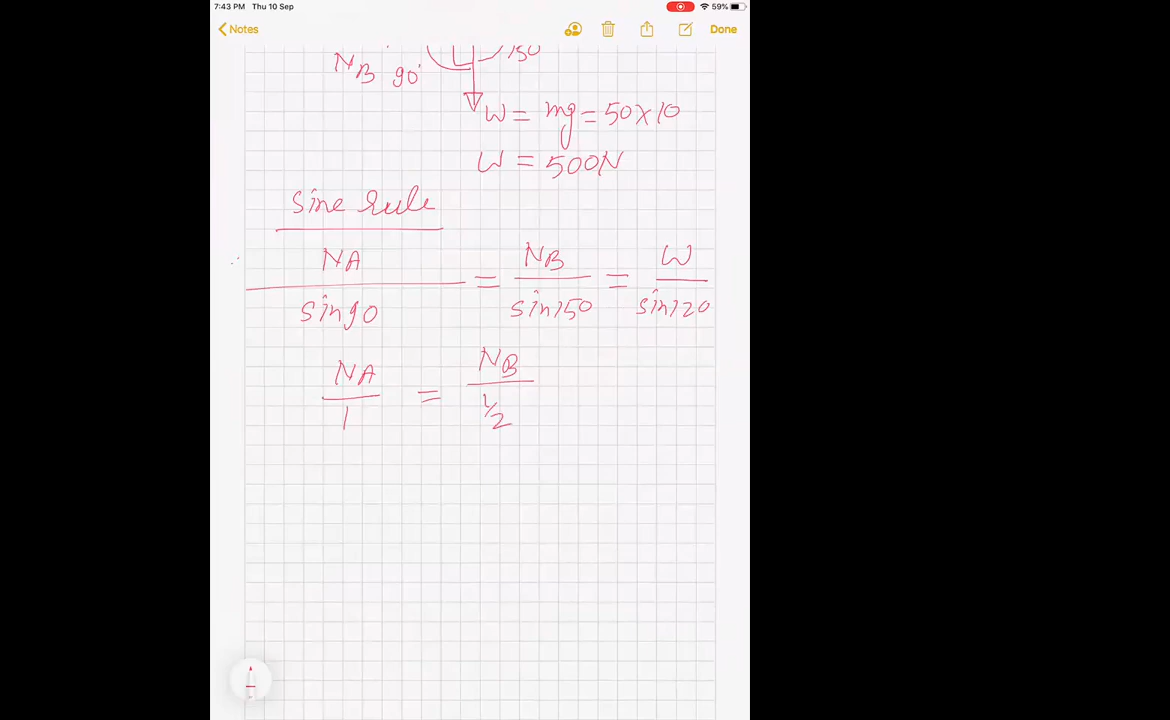 7:43 PM Thu 10 Sep 59%
Notes Done
150
NB 90°
W = mg = 50 x 10
W = 500N
Sine Rule
NA / sin90 = NB / sin150 = W / sin120
NA / 1 = NB / 1/2